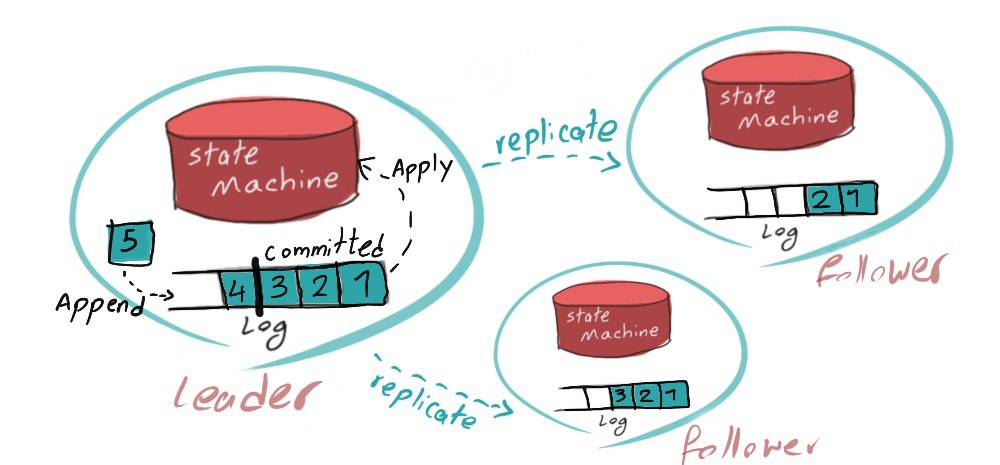 state
Machine
Apply
5
committed
4 3 2 1
Append
Log
Leader
replicate
replicate
state
Machine
2 1
Log
follower
state
Machine
3 2 1
Log
follower